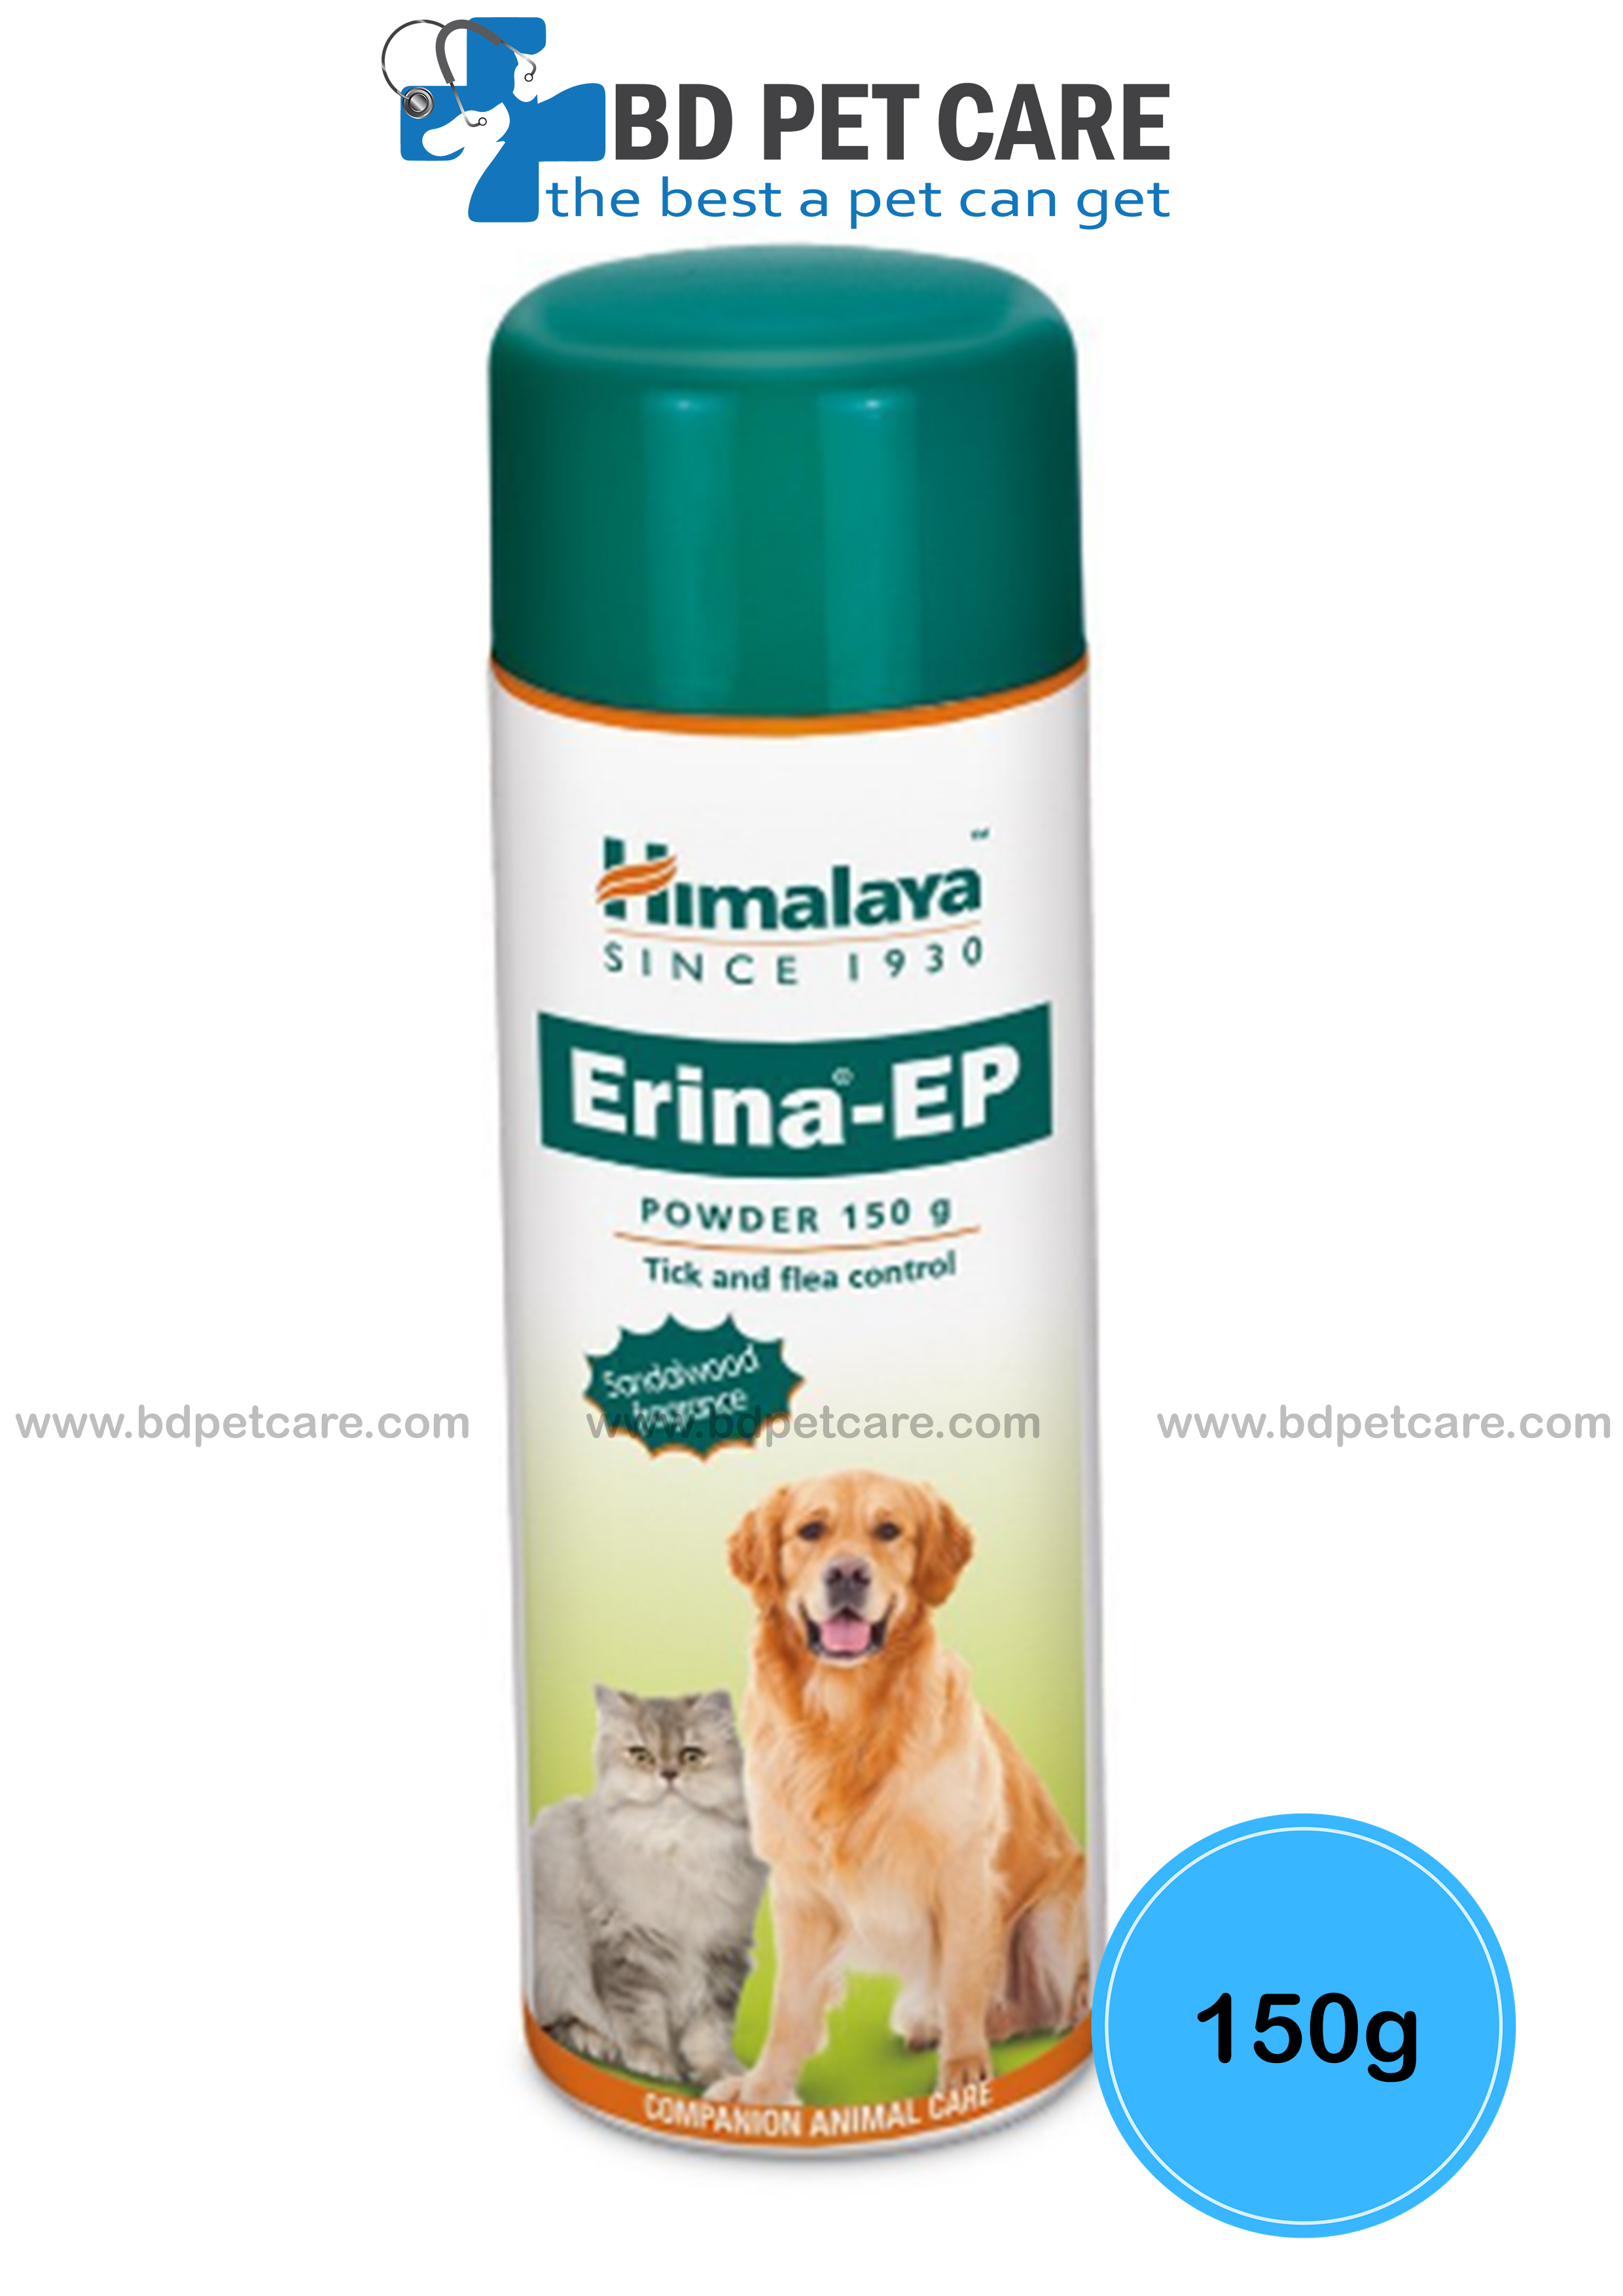 BD PET CARE
the best a pet can get
Himalaya™
SINCE 1930
Erina®-EP
POWDER 150 g
Tick and flea control
Sandalwood
fragrance
www.bdpetcare.com www.bdpetcare.com www.bdpetcare.com
150g
COMPANION ANIMAL CARE